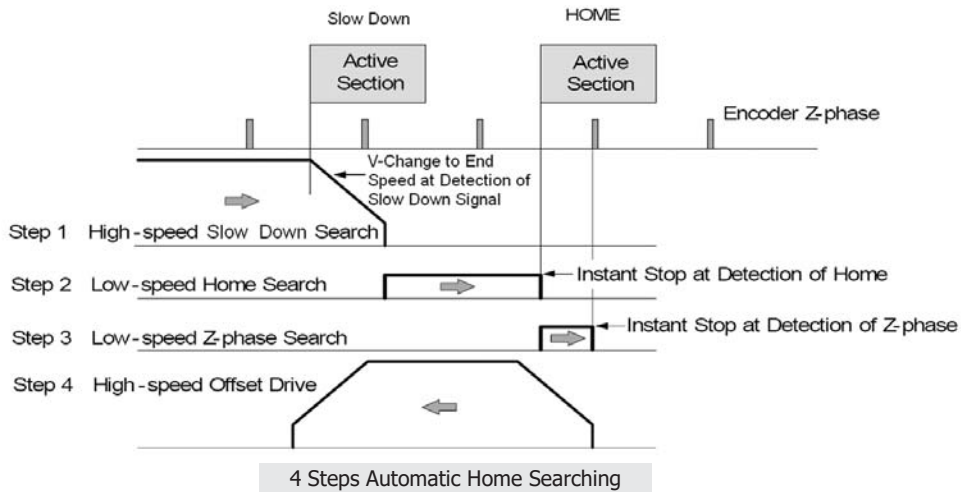 Slow Down
HOME
Active
Section
Active
Section
Encoder Z-phase
V-Change to End
Speed at Detection of
Slow Down Signal
Step 1 High-speed Slow Down Search
Step 2 Low-speed Home Search
Instant Stop at Detection of Home
Step 3 Low-speed Z-phase Search
Instant Stop at Detection of Z-phase
Step 4 High-speed Offset Drive
4 Steps Automatic Home Searching